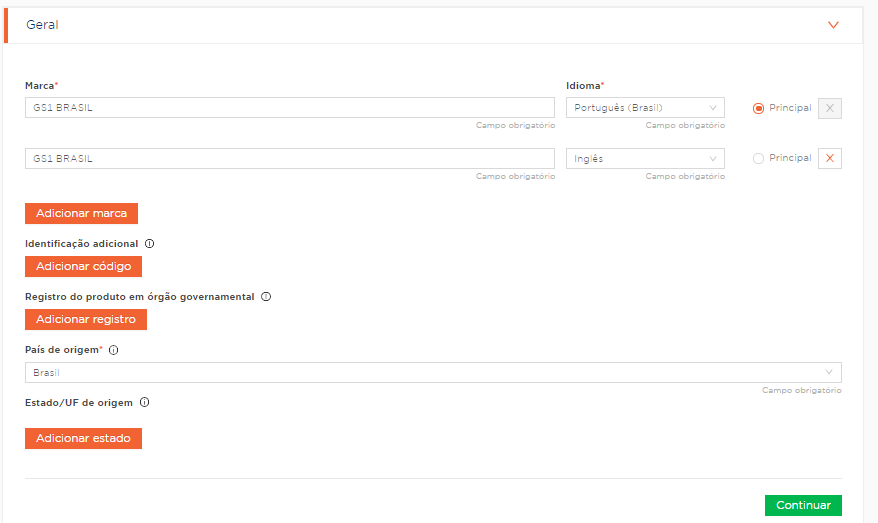 Geral
Marca* Idioma*
GS1 BRASIL Português (Brasil) Principal X
Campo obrigatório Campo obrigatório
GS1 BRASIL Inglês Principal X
Campo obrigatório Campo obrigatório
Adicionar marca
Identificação adicional
Adicionar código
Registro do produto em órgão governamental
Adicionar registro
País de origem*
Brasil
Campo obrigatório
Estado/UF de origem
Adicionar estado
Continuar